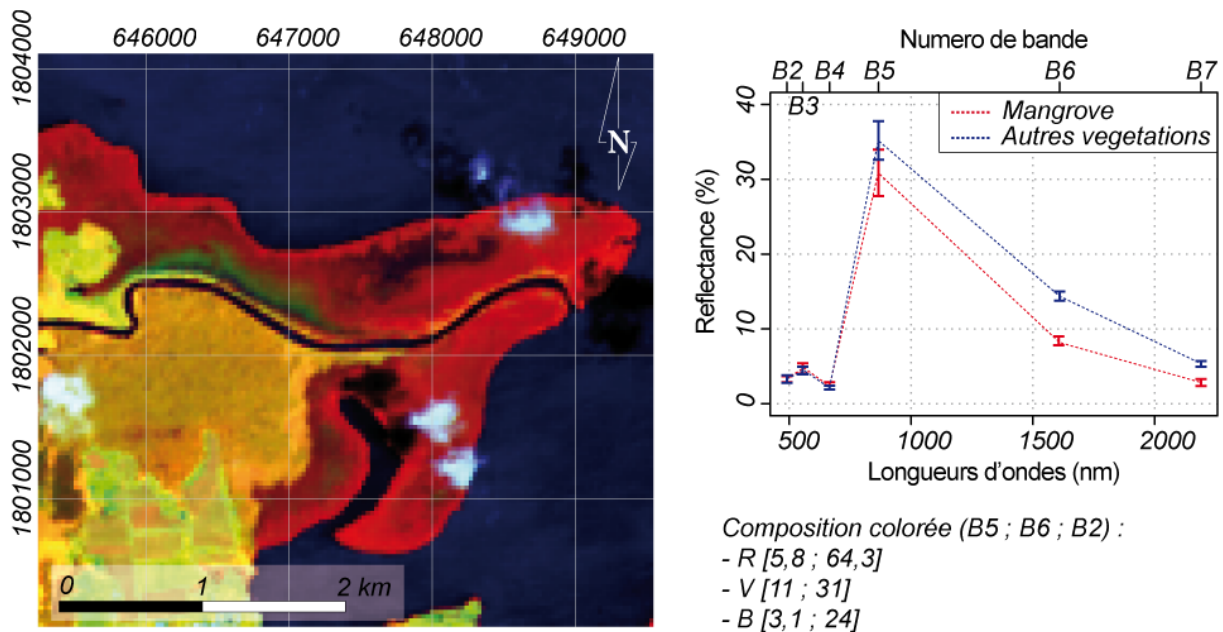 646000 647000 648000 649000
1804000
1803000
1802000
1801000
N
0 1 2 km
Numero de bande
B2 B4 B5 B6 B7
B3
Mangrove
Autres vegetations
Reflectance (%)
40
30
20
10
0
500 1000 1500 2000
Longueurs d'ondes (nm)
Composition colorée (B5 ; B6 ; B2) :
- R [5,8 ; 64,3]
- V [11 ; 31]
- B [3,1 ; 24]